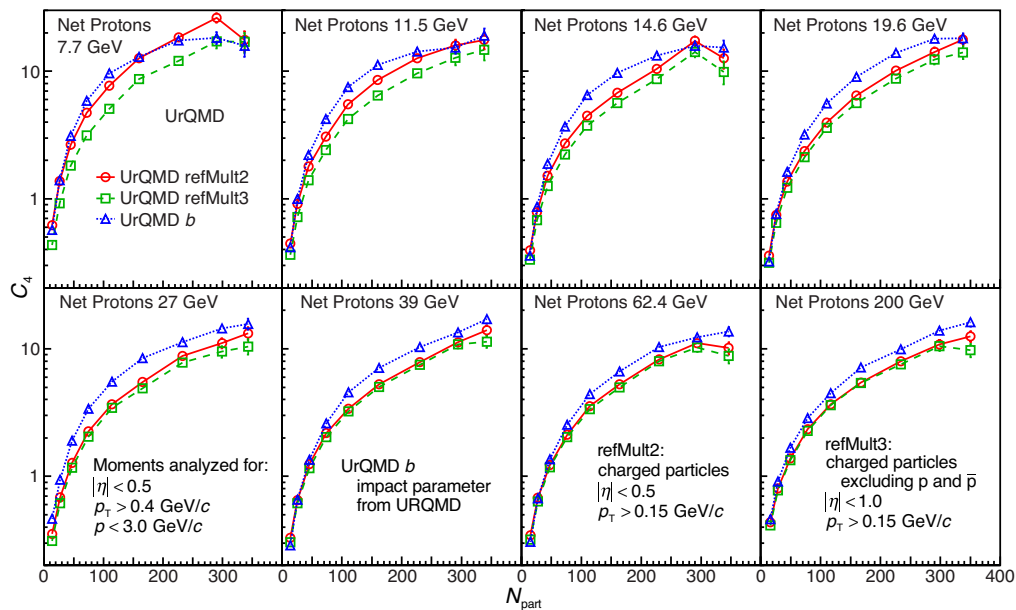 Net Protons
7.7 GeV
Net Protons 11.5 GeV
Net Protons 14.6 GeV
Net Protons 19.6 GeV
10
1
UrQMD
UrQMD refMult2
UrQMD refMult3
UrQMD b
C4
Net Protons 27 GeV
Net Protons 39 GeV
Net Protons 62.4 GeV
Net Protons 200 GeV
10
1
Moments analyzed for:
|η| < 0.5
pT > 0.4 GeV/c
p < 3.0 GeV/c
UrQMD b
impact parameter
from URQMD
refMult2:
charged particles
|η| < 0.5
pT > 0.15 GeV/c
refMult3:
charged particles
excluding p and p̅
|η| < 1.0
pT > 0.15 GeV/c
0 100 200 300 0 100 200 300 0 100 200 300 0 100 200 300 400
Npart